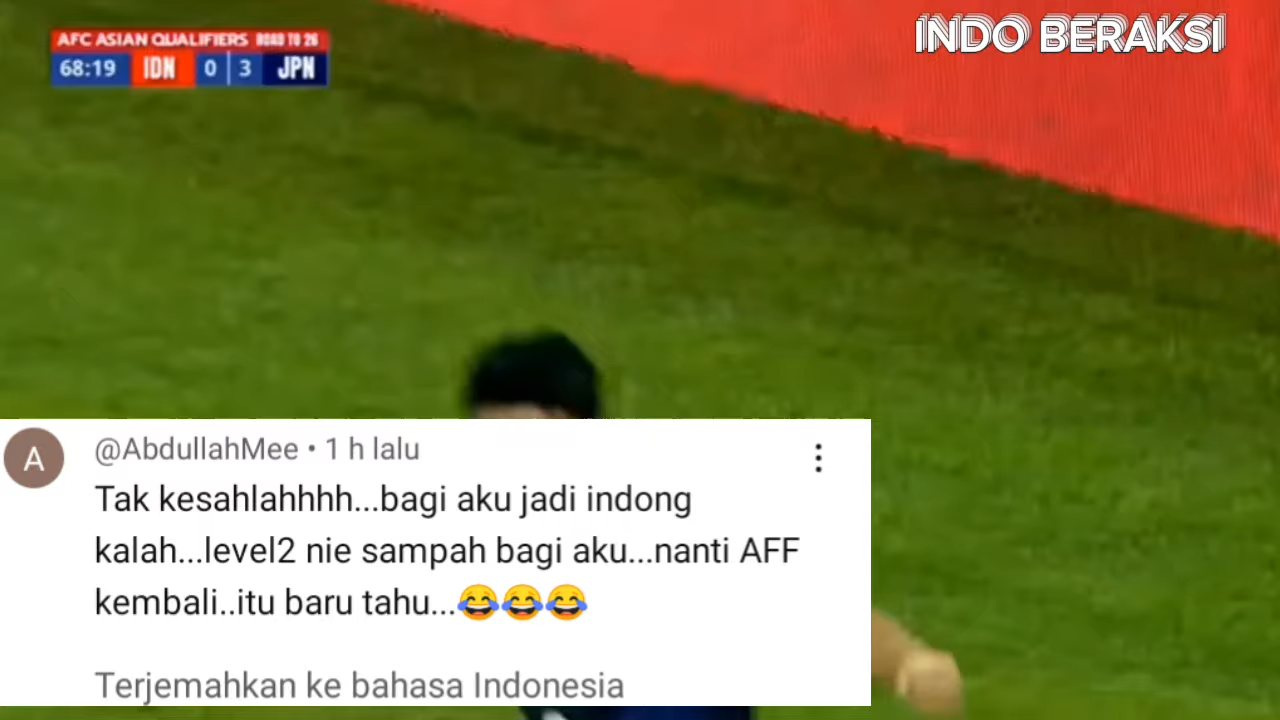 AFC ASIAN QUALIFIERS ROAD TO 26
68:19 IDN 0 3 JPN
INDO BERAKSI
A
@AbdullahMee • 1 h lalu
Tak kesahlahhhh...bagi aku jadi indong
kalah...level2 nie sampah bagi aku...nanti AFF
kembali..itu baru tahu...😂😂😂
Terjemahkan ke bahasa Indonesia